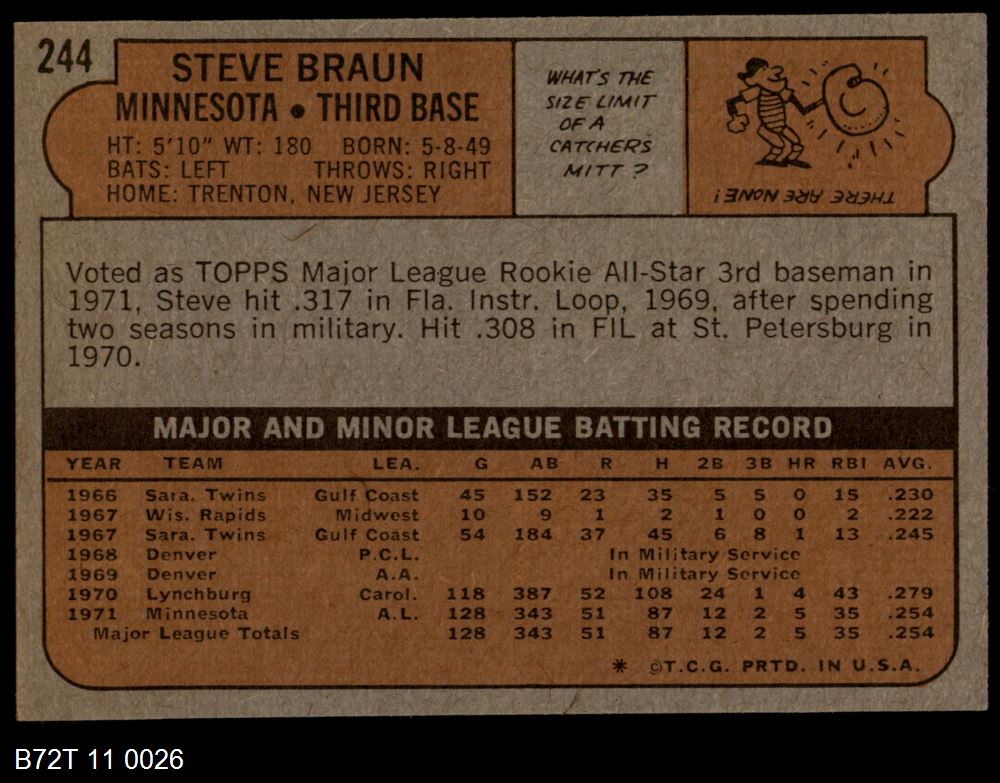 244
STEVE BRAUN
MINNESOTA • THIRD BASE
HT: 5'10" WT: 180 BORN: 5-8-49
BATS: LEFT THROWS: RIGHT
HOME: TRENTON, NEW JERSEY
WHAT'S THE
SIZE LIMIT
OF A
CATCHERS
MITT?
THERE ARE NONE!
Voted as TOPPS Major League Rookie All-Star 3rd baseman in
1971, Steve hit .317 in Fla. Instr. Loop, 1969, after spending
two seasons in military. Hit .308 in FIL at St. Petersburg in
1970.
MAJOR AND MINOR LEAGUE BATTING RECORD
YEAR TEAM LEA. G AB R H 2B 3B HR RBI AVG.
1966 Sara. Twins Gulf Coast 45 152 23 35 5 5 0 15 .230
1967 Wis. Rapids Midwest 10 9 1 2 1 0 0 2 .222
1967 Sara. Twins Gulf Coast 54 184 37 45 6 8 1 13 .245
1968 Denver P.C.L. In Military Service
1969 Denver A.A. In Military Service
1970 Lynchburg Carol. 118 387 52 108 24 1 4 43 .279
1971 Minnesota A.L. 128 343 51 87 12 2 5 35 .254
Major League Totals 128 343 51 87 12 2 5 35 .254
* ©T.C.G. PRTD. IN U.S.A.
B72T 11 0026